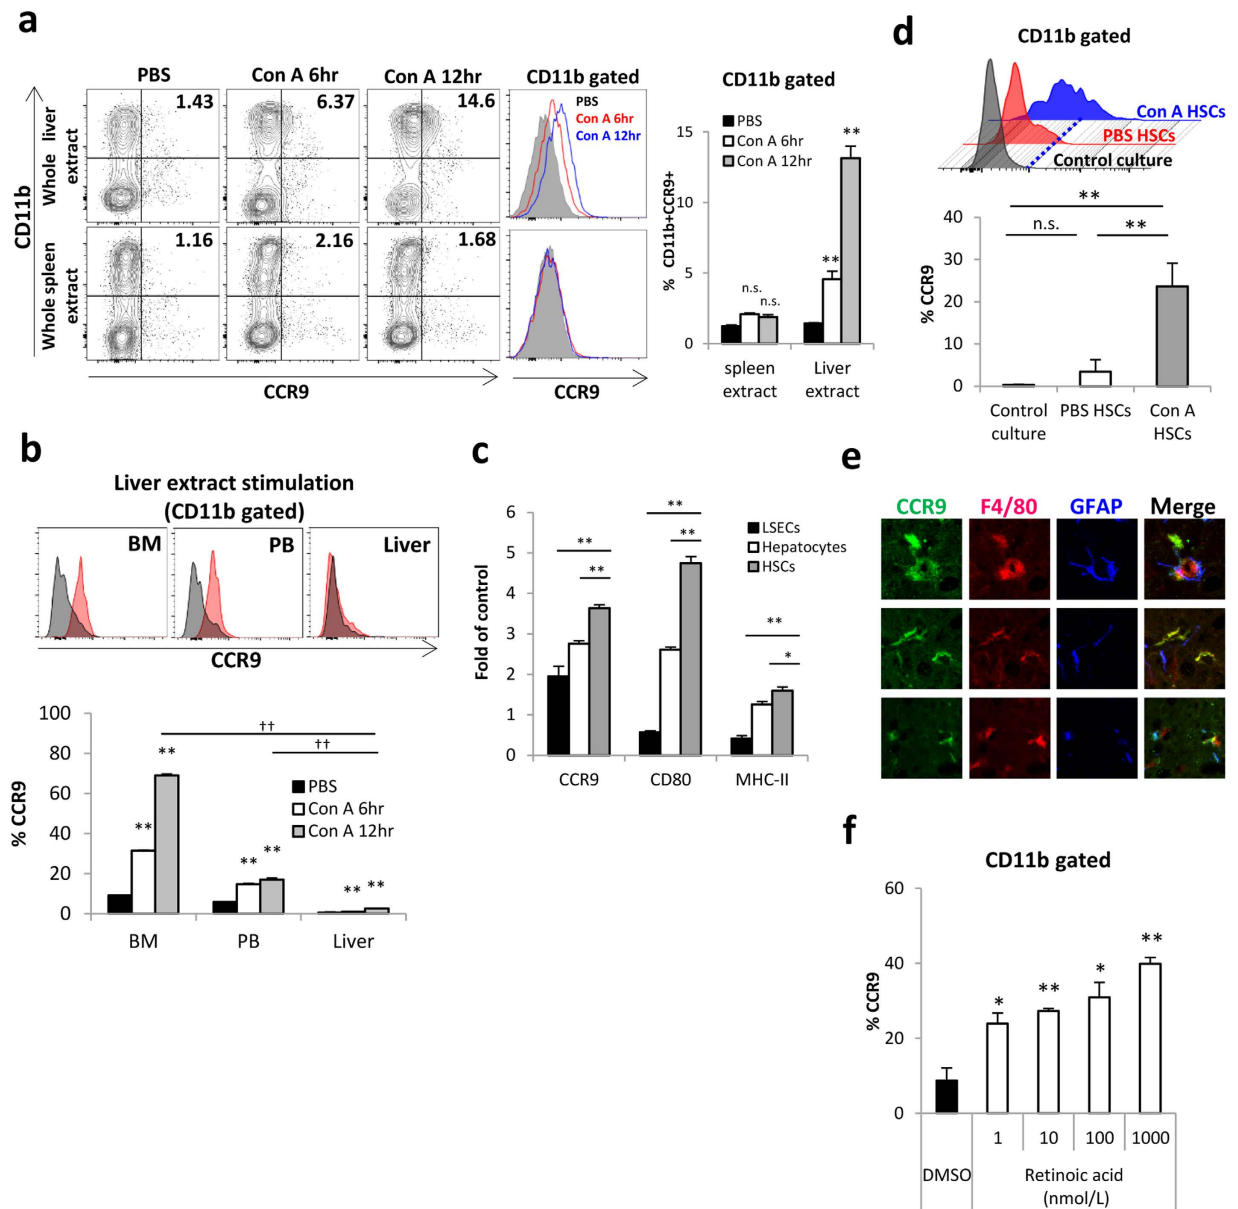 a
PBS
Con A 6hr
Con A 12hr
CD11b gated
CD11b
Whole liver
extract
1.43
6.37
14.6
PBS
Con A 6hr
Con A 12hr
Whole spleen
extract
1.16
2.16
1.68
CCR9
CCR9
CD11b gated
PBS
Con A 6hr
Con A 12hr
% CD11b+CCR9+
15
10
5
0
n.s.
n.s.
**
**
spleen
extract
Liver
extract
d
CD11b gated
Con A HSCs
PBS HSCs
Control culture
% CCR9
40
30
20
10
0
**
n.s.
**
Control
culture
PBS HSCs
Con A
HSCs
b
Liver extract stimulation
(CD11b gated)
BM
PB
Liver
CCR9
% CCR9
100
80
60
40
20
0
††
††
**
**
**
**
**
**
PBS
Con A 6hr
Con A 12hr
BM
PB
Liver
c
Fold of control
6
5
4
3
2
1
0
**
**
**
**
**
*
LSECs
Hepatocytes
HSCs
CCR9
CD80
MHC-II
e
CCR9
F4/80
GFAP
Merge
f
CD11b gated
% CCR9
60
40
20
0
*
**
*
**
1
10
100
1000
DMSO
Retinoic acid
(nmol/L)